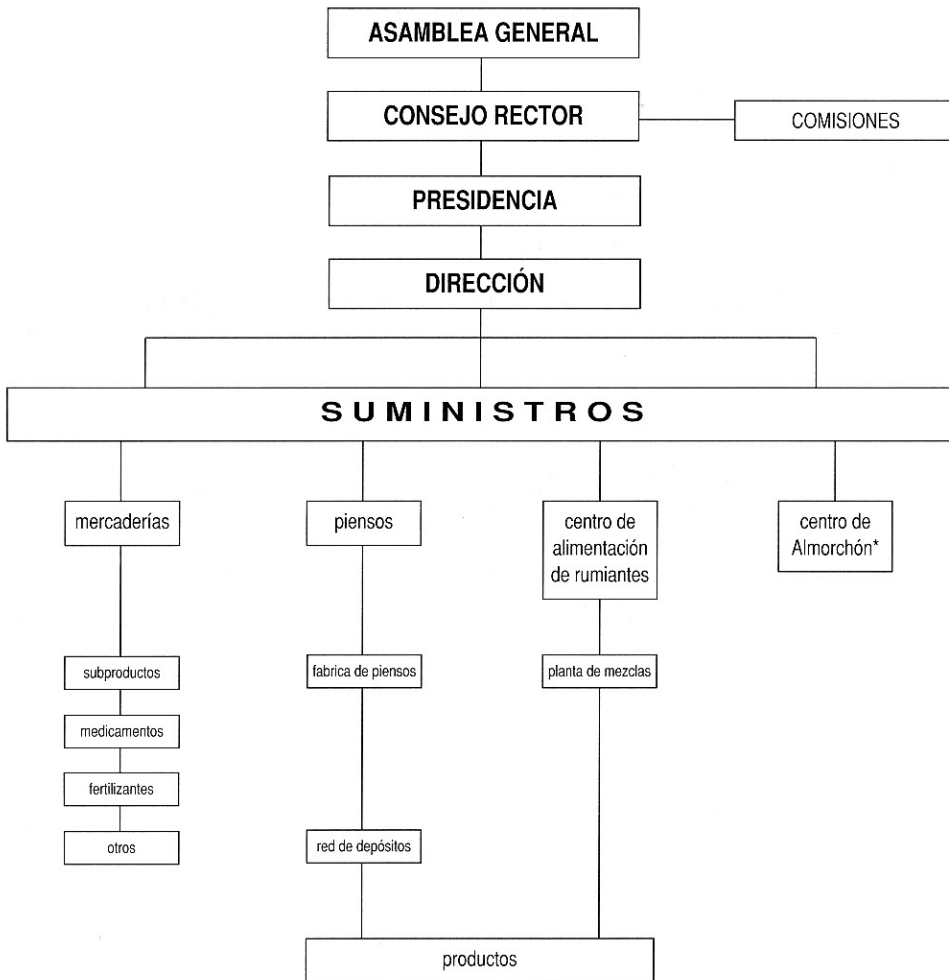 ASAMBLEA GENERAL
CONSEJO RECTOR
COMISIONES
PRESIDENCIA
DIRECCIÓN
SUMINISTROS
mercaderías
piensos
centro de
alimentación
de rumiantes
centro de
Almorchón*
subproductos
fabrica de piensos
planta de mezclas
medicamentos
fertilizantes
otros
red de depósitos
productos